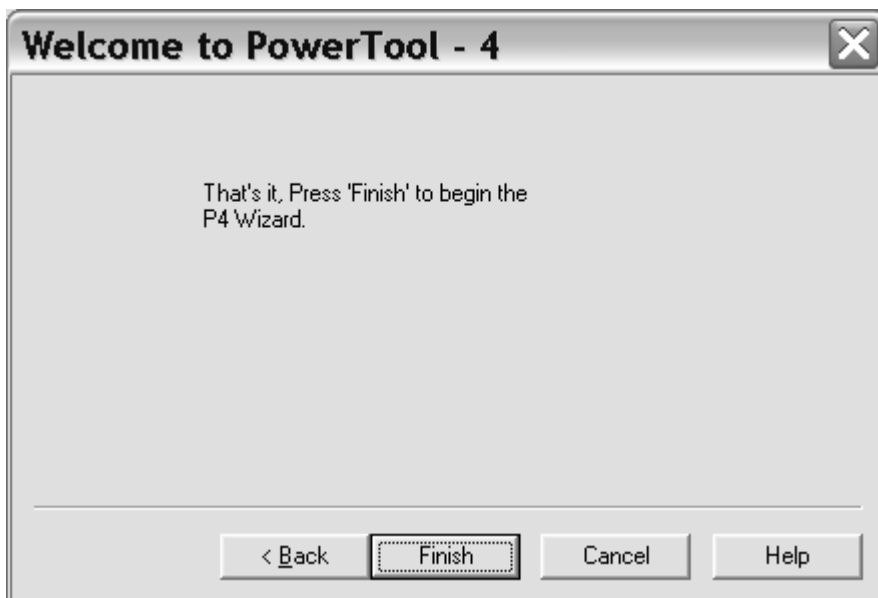 Welcome to PowerTool - 4
That's it, Press 'Finish' to begin the
P4 Wizard.
< Back Finish Cancel Help